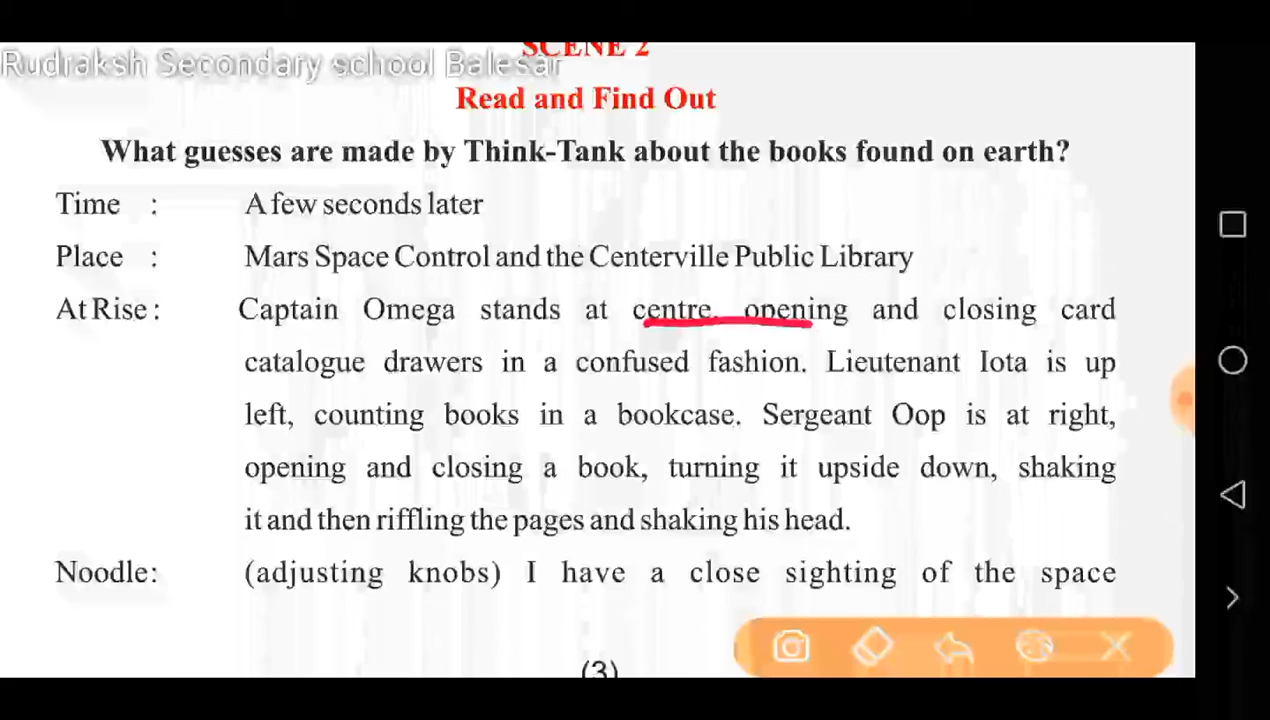 SCENE 2
Rudraksh Secondary school Balesar
Read and Find Out
What guesses are made by Think-Tank about the books found on earth?
Time : A few seconds later
Place : Mars Space Control and the Centerville Public Library
At Rise : Captain Omega stands at centre, opening and closing card
catalogue drawers in a confused fashion. Lieutenant Iota is up
left, counting books in a bookcase. Sergeant Oop is at right,
opening and closing a book, turning it upside down, shaking
it and then riffling the pages and shaking his head.
Noodle: (adjusting knobs) I have a close sighting of the space
(3)